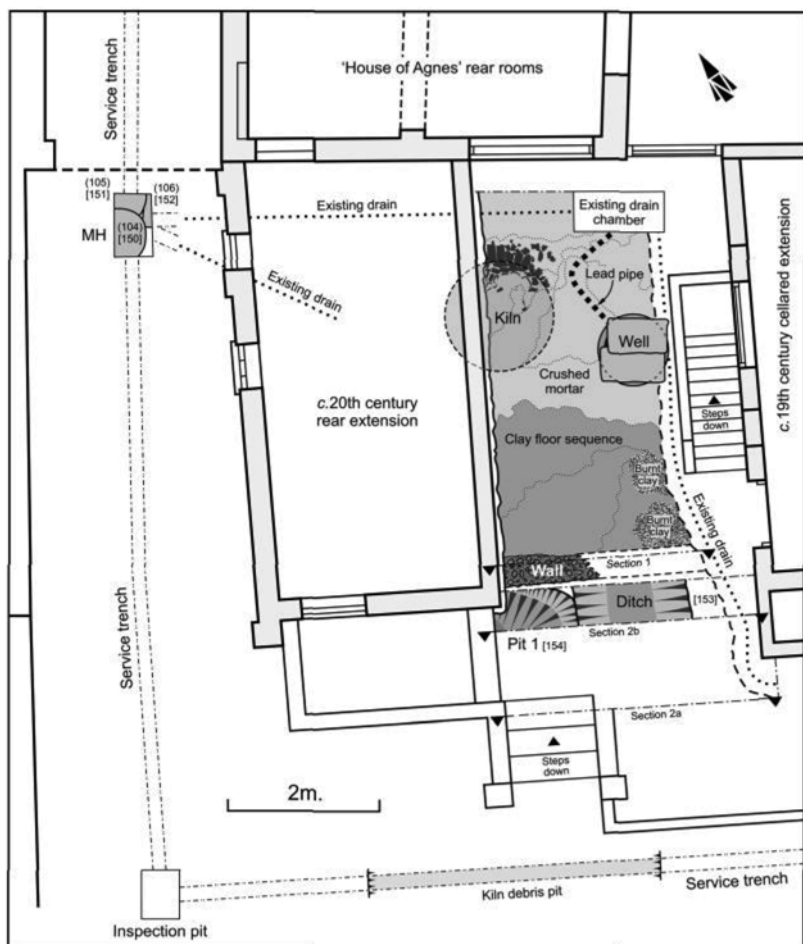 Service trench
'House of Agnes' rear rooms
(105)
[151]
(106)
[152]
(104)
[150]
MH
Existing drain
Existing drain
chamber
Existing drain
Lead pipe
Kiln
Well
Crushed
mortar
Steps
down
c.19th century cellared extension
c.20th century
rear extension
Clay floor sequence
Burnt
clay
Burnt
clay
Existing drain
Wall
Section 1
Ditch
[153]
Pit 1 [154]
Section 2b
Service trench
Section 2a
Steps
down
2m.
Kiln debris pit
Service trench
Inspection pit